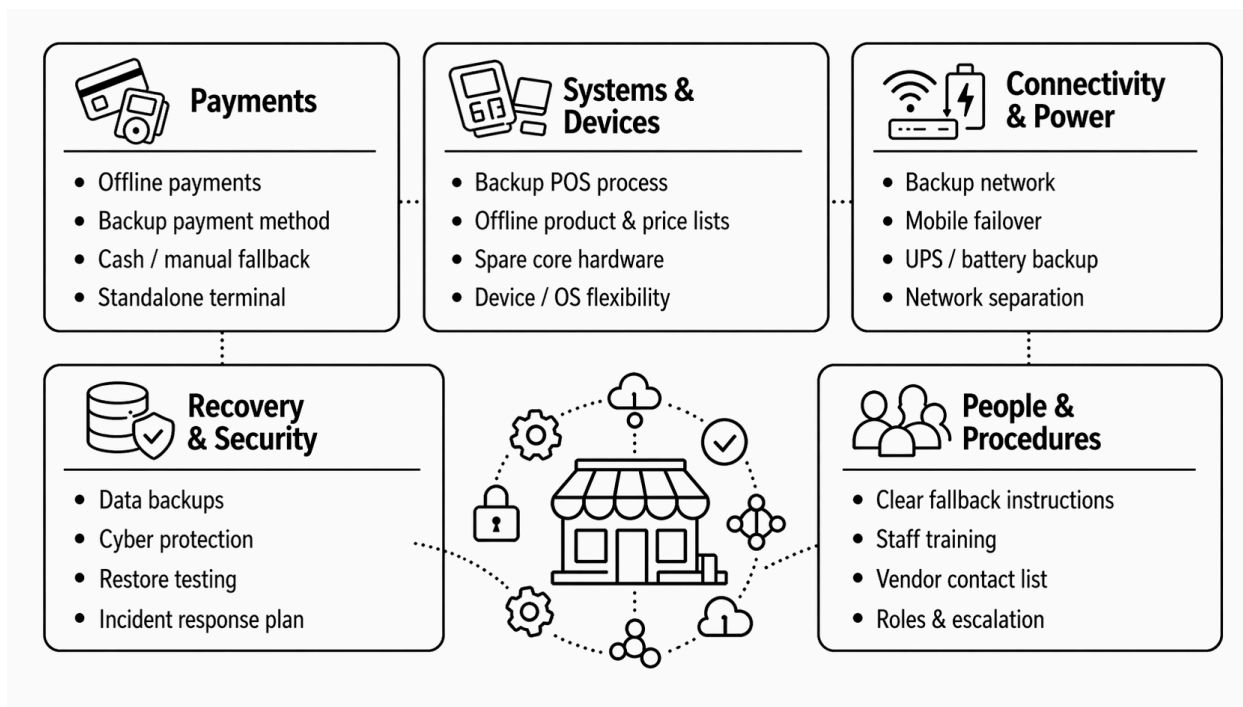 Payments
• Offline payments
• Backup payment method
• Cash / manual fallback
• Standalone terminal
Systems &
Devices
• Backup POS process
• Offline product & price lists
• Spare core hardware
• Device / OS flexibility
Connectivity
& Power
• Backup network
• Mobile failover
• UPS / battery backup
• Network separation
Recovery
& Security
• Data backups
• Cyber protection
• Restore testing
• Incident response plan
People &
Procedures
• Clear fallback instructions
• Staff training
• Vendor contact list
• Roles & escalation